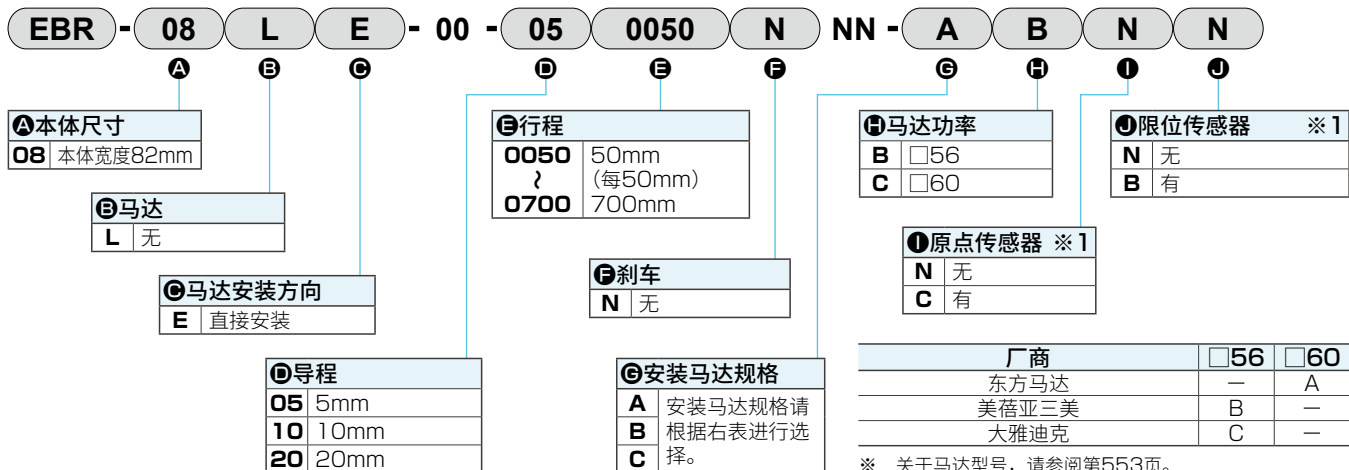 EBR - 08 L E - 00 - 05 0050 N NN - A B N N
A B C D E F G H I J
A本体尺寸
08 本体宽度82mm
B马达
L 无
C马达安装方向
E 直接安装
D导程
05 5mm
10 10mm
20 20mm
E行程
0050 50mm
〜 (每50mm)
0700 700mm
F刹车
N 无
G安装马达规格
A 安装马达规格请
B 根据右表进行选
C 择。
H马达功率
B □56
C □60
I原点传感器 ※1
N 无
C 有
J限位传感器 ※1
N 无
B 有
厂商 □56 □60
东方马达 － A
美蓓亚三美 B －
大雅迪克 C －
※ 关于马达型号，请参阅第553页。